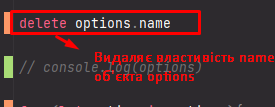 delete options.name
Видаляє властивість name
об'єкта options
// console.log(options)